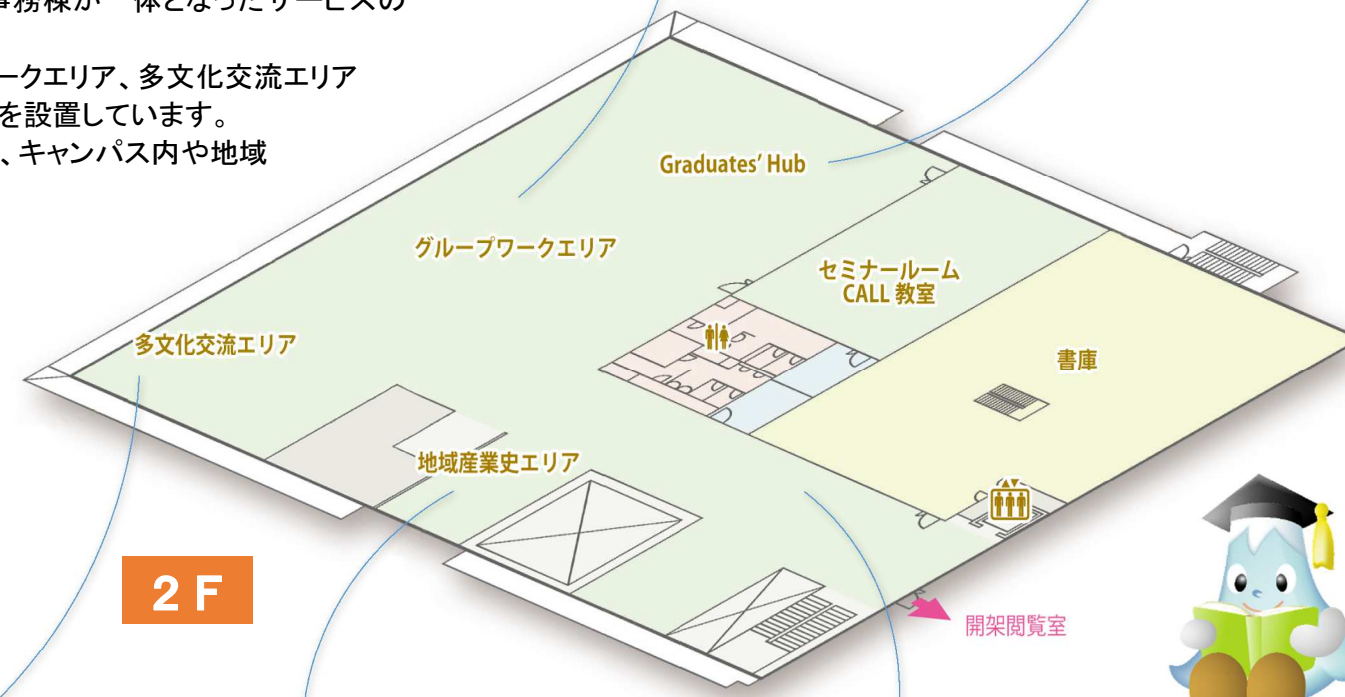 事務棟が一体となったサービスの
ークエリア、多文化交流エリア
を設置しています。
、キャンパス内や地域
Graduates' Hub
グループワークエリア
セミナールーム
CALL 教室
多文化交流エリア
書庫
地域産業史エリア
2F
開架閲覧室